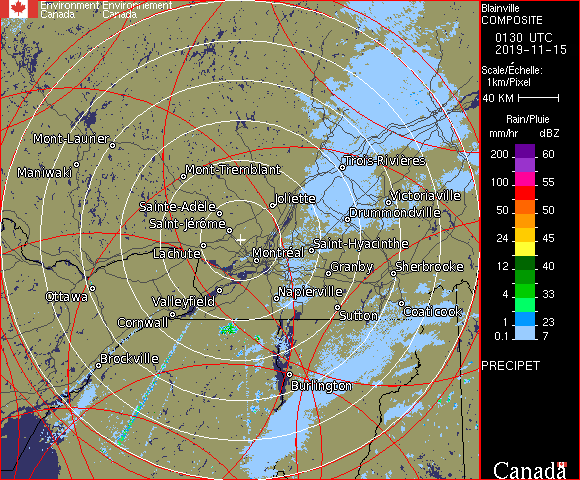 Environment Environnement
Canada Canada
Blainville
COMPOSITE
0130 UTC
2019-11-15
Scale/Échelle:
1km/Pixel
40 KM
Rain/Pluie
mm/hr dBZ
200 60
100 55
50 50
24 45
12 40
4 33
1 23
0.1 7
PRECIPET
Canada
Mont-Laurier
Maniwaki
Mont-Tremblant
Trois-Rivières
Sainte-Adèle
Joliette
Victoriaville
Drummondville
Saint-Jérôme
Lachute
Montréal
Saint-Hyacinthe
Granby
Sherbrooke
Ottawa
Valleyfield
Napierville
Cornwall
Sutton
Coaticook
Brockville
Burlington